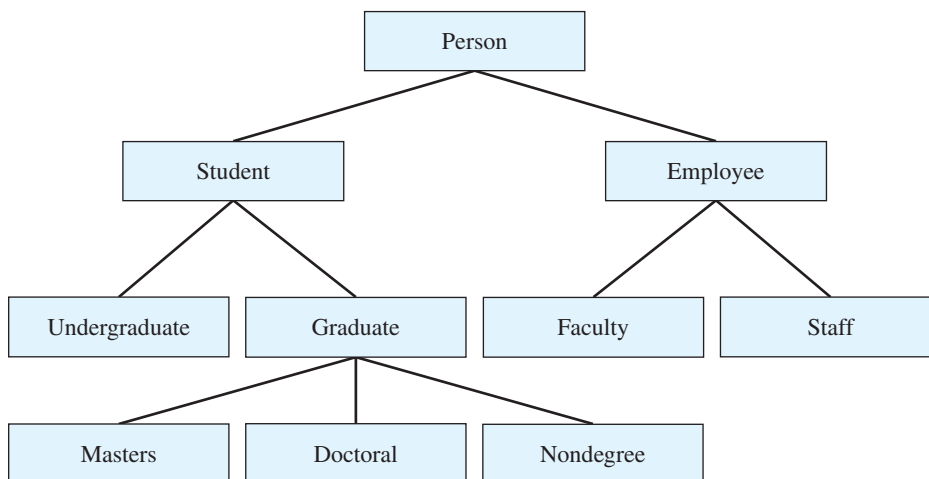 Person
Student
Employee
Undergraduate
Graduate
Faculty
Staff
Masters
Doctoral
Nondegree